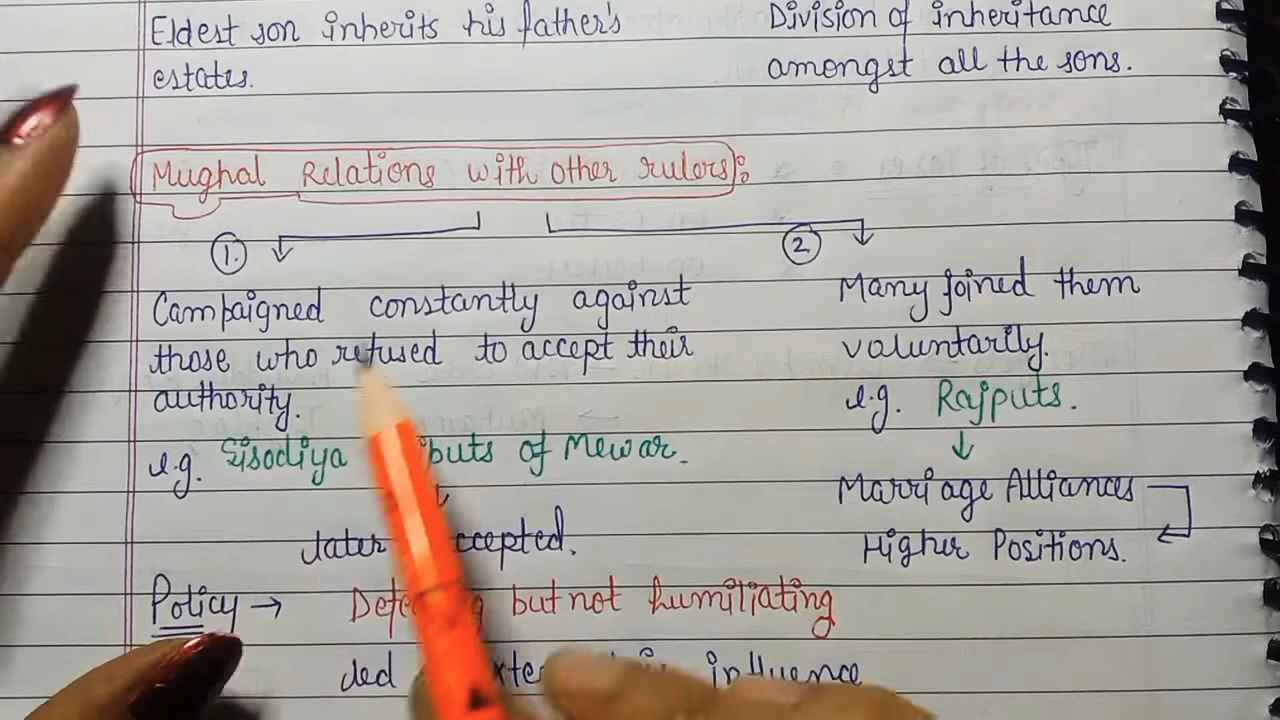 Eldest son inherits his father's
estates.
Division of inheritance
amongst all the sons.
Mughal Relations with other rulers:
1.
Campaigned constantly against
those who refused to accept their
authority.
e.g. Sisodiya of Mewar.
later
2
Many joined them
voluntarily.
e.g. Rajputs.
Marriage Alliances
Higher Positions.
Policy → but not humiliating
led influence